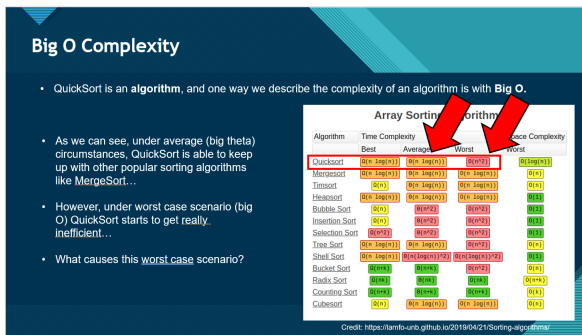 Big O Complexity
• QuickSort is an algorithm, and one way we describe the complexity of an algorithm is with Big O.
• As we can see, under average (big theta)
circumstances, QuickSort is able to keep
up with other popular sorting algorithms
like MergeSort…
• However, under worst case scenario (big
O) QuickSort starts to get really
inefficient…
• What causes this worst case scenario?
Array Sorting
Algorithm Time Complexity Space Complexity
Best Average Worst Worst
Quicksort Ω(n log(n)) Θ(n log(n)) O(n^2) O(log(n))
Mergesort Ω(n log(n)) Θ(n log(n)) O(n log(n)) O(n)
Timsort Ω(n) Θ(n log(n)) O(n log(n)) O(n)
Heapsort Ω(n log(n)) Θ(n log(n)) O(n log(n)) O(1)
Bubble Sort Ω(n) Θ(n^2) O(n^2) O(1)
Insertion Sort Ω(n) Θ(n^2) O(n^2) O(1)
Selection Sort Ω(n^2) Θ(n^2) O(n^2) O(1)
Tree Sort Ω(n log(n)) Θ(n log(n)) O(n^2) O(n)
Shell Sort Ω(n log(n)) Θ(n(log(n))^2) O(n(log(n))^2) O(1)
Bucket Sort Ω(n+k) Θ(n+k) O(n^2) O(n)
Radix Sort Ω(nk) Θ(nk) O(nk) O(n+k)
Counting Sort Ω(n+k) Θ(n+k) O(n+k) O(k)
Cubesort Ω(n) Θ(n log(n)) O(n log(n)) O(n)
Credit: https://iamfo-unb.github.io/2019/04/21/Sorting-algorithms/